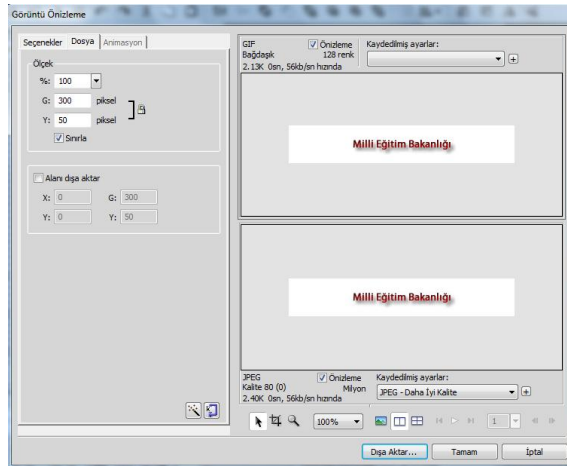 Görüntü Önizleme
Seçenekler Dosya Animasyon
Ölçek
%: 100
G: 300 piksel
Y: 50 piksel
Sınırla
Alanı dışa aktar
X: 0 G: 300
Y: 0 Y: 50
GIF Önizleme Kaydedilmiş ayarlar:
Bağdaşık 128 renk
2.13K 0sn, 56kb/sn hızında
Milli Eğitim Bakanlığı
Milli Eğitim Bakanlığı
JPEG Önizleme Kaydedilmiş ayarlar:
Kalite 80 (0) Milyon JPEG - Daha İyi Kalite
2.40K 0sn, 56kb/sn hızında
100% 1
Dışa Aktar... Tamam İptal